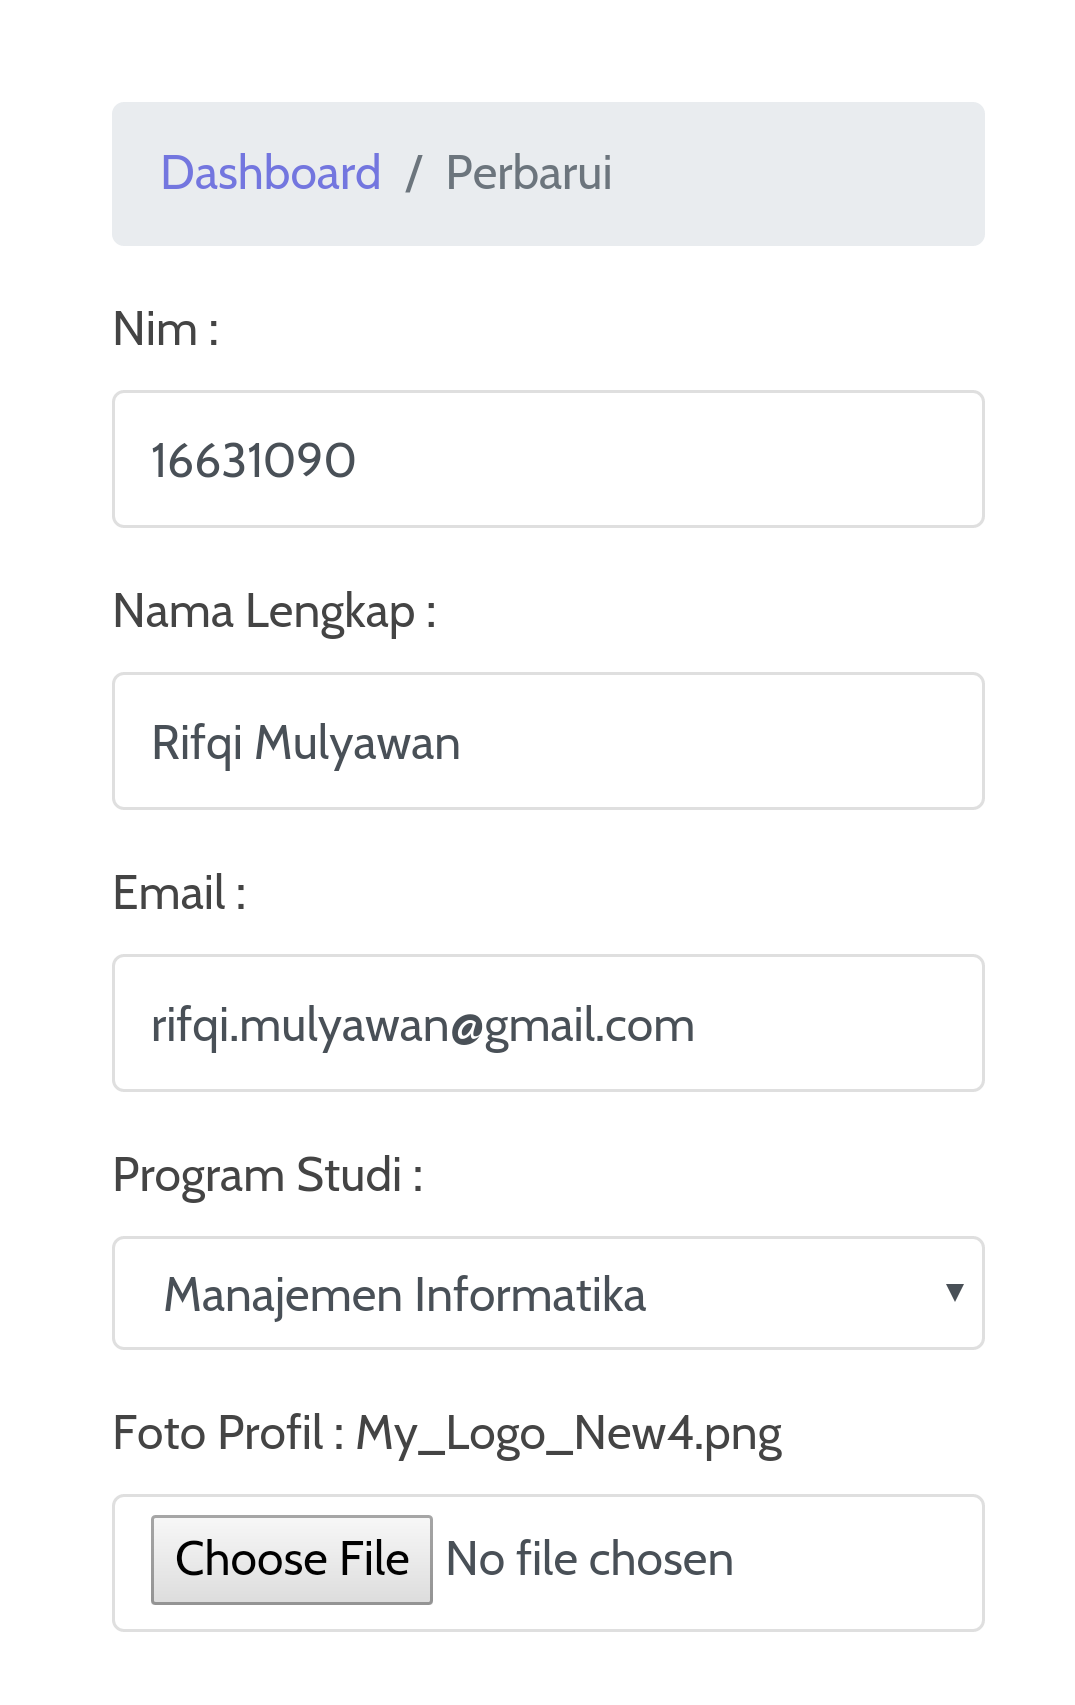 Dashboard / Perbarui
Nim :
16631090
Nama Lengkap :
Rifqi Mulyawan
Email :
rifqi.mulyawan@gmail.com
Program Studi :
Manajemen Informatika
Foto Profil : My_Logo_New4.png
Choose File No file chosen